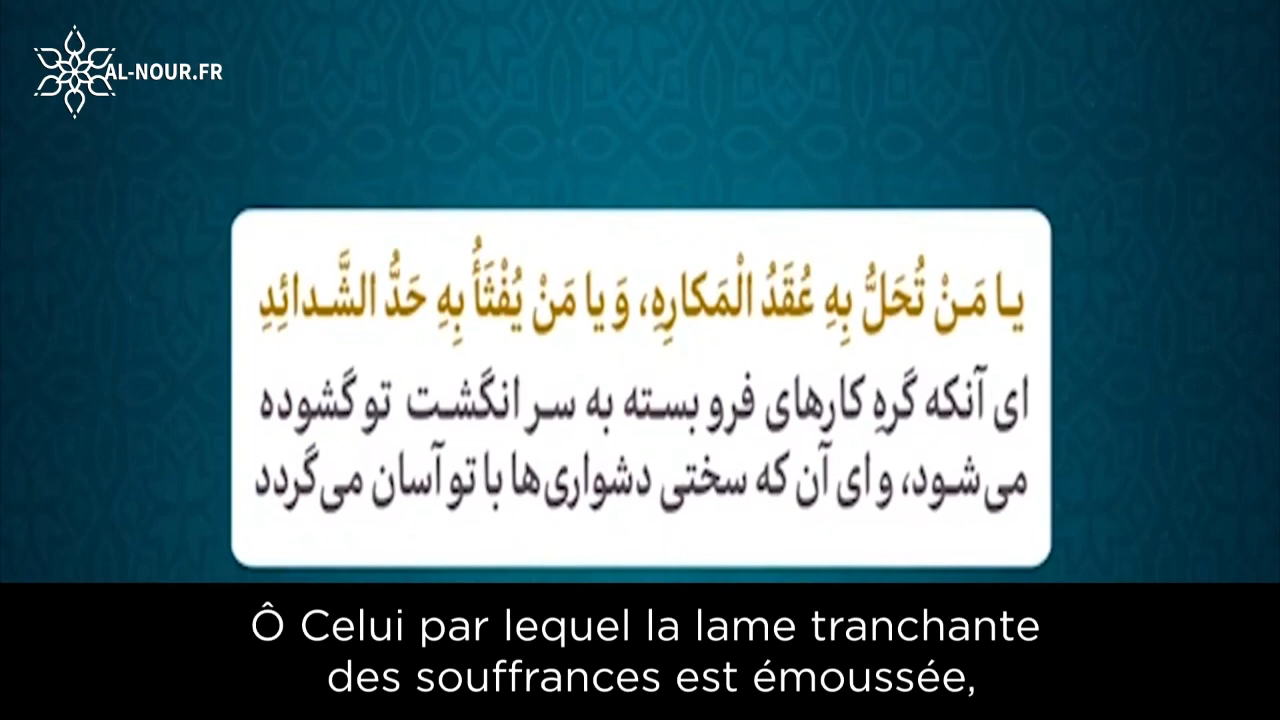 AL-NOUR.FR
يا مَنْ تُحَلُّ بِهِ عُقَدُ الْمَكارِهِ، وَ يا مَنْ يُفْثَأُ بِهِ حَدُّ الشَّدائِدِ
ای آنکه گرهِ کارهای فرو بسته به سر انگشت تو گشوده
می‌شود، و ای آن که سختی دشواری‌ها با تو آسان می‌گردد
Ô Celui par lequel la lame tranchante
des souffrances est émoussée,